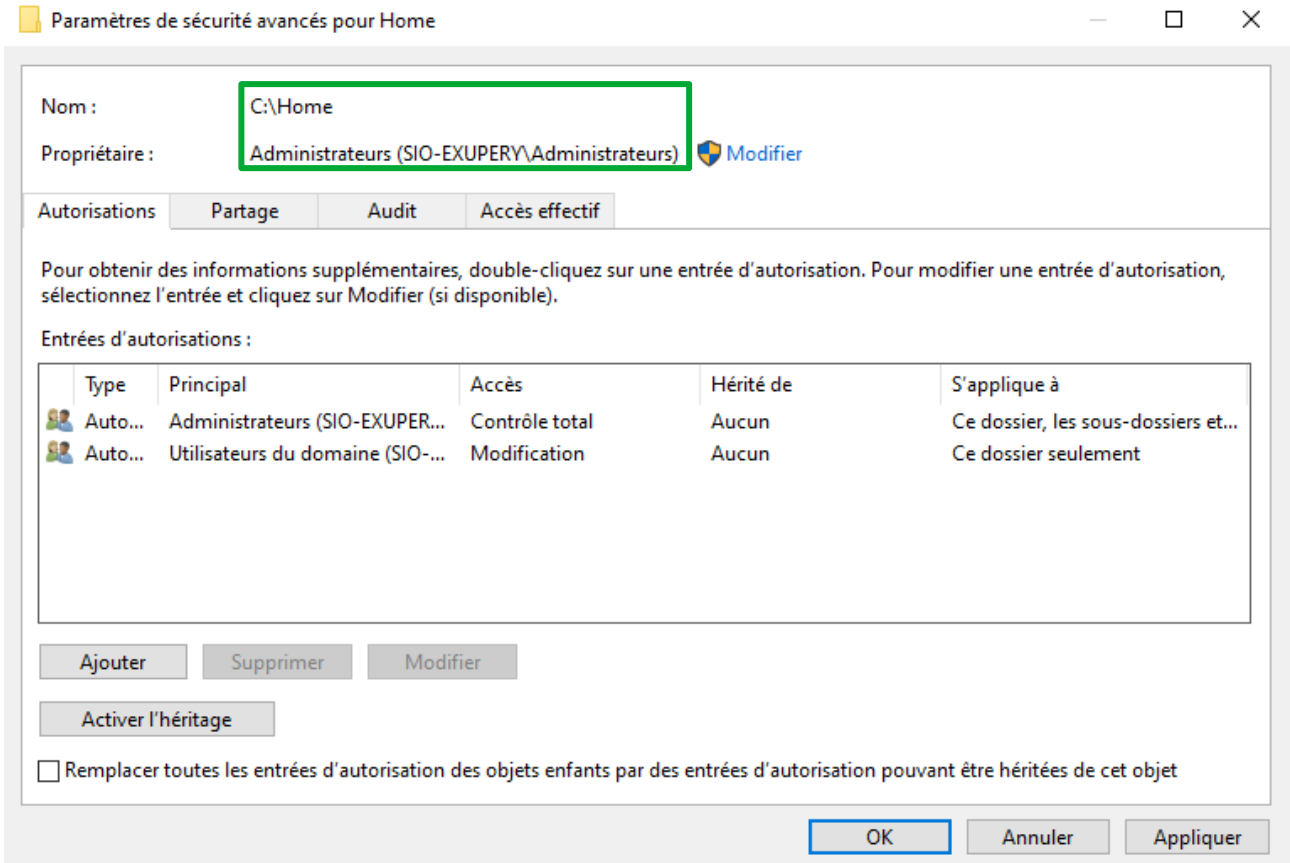 Paramètres de sécurité avancés pour Home
Nom : C:\Home
Propriétaire : Administrateurs (SIO-EXUPERY\Administrateurs) Modifier
Autorisations Partage Audit Accès effectif
Pour obtenir des informations supplémentaires, double-cliquez sur une entrée d'autorisation. Pour modifier une entrée d'autorisation,
sélectionnez l'entrée et cliquez sur Modifier (si disponible).
Entrées d'autorisations :
Type Principal Accès Hérité de S'applique à
Auto... Administrateurs (SIO-EXUPER... Contrôle total Aucun Ce dossier, les sous-dossiers et...
Auto... Utilisateurs du domaine (SIO-... Modification Aucun Ce dossier seulement
Ajouter Supprimer Modifier
Activer l'héritage
Remplacer toutes les entrées d'autorisation des objets enfants par des entrées d'autorisation pouvant être héritées de cet objet
OK Annuler Appliquer